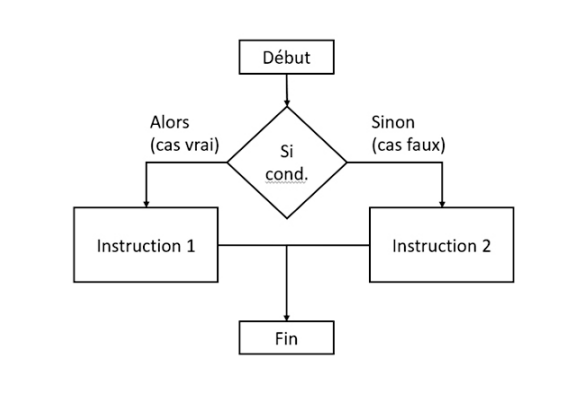 Début
Alors
(cas vrai)
Sinon
(cas faux)
Si
cond.
Instruction 1
Instruction 2
Fin